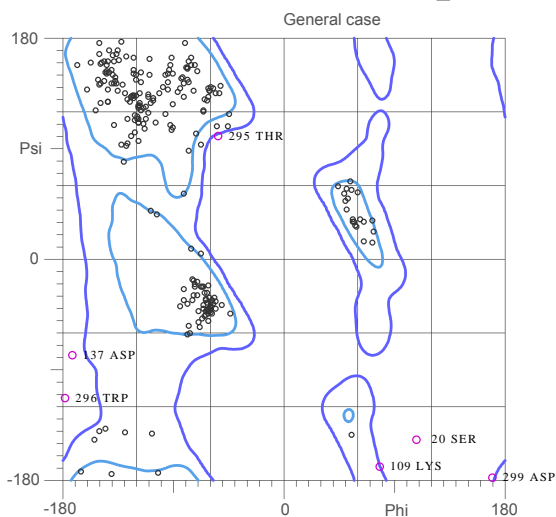 General case
180
295 THR
Psi
0
137 ASP
296 TRP
20 SER
109 LYS
299 ASP
-180
-180
0
Phi
180